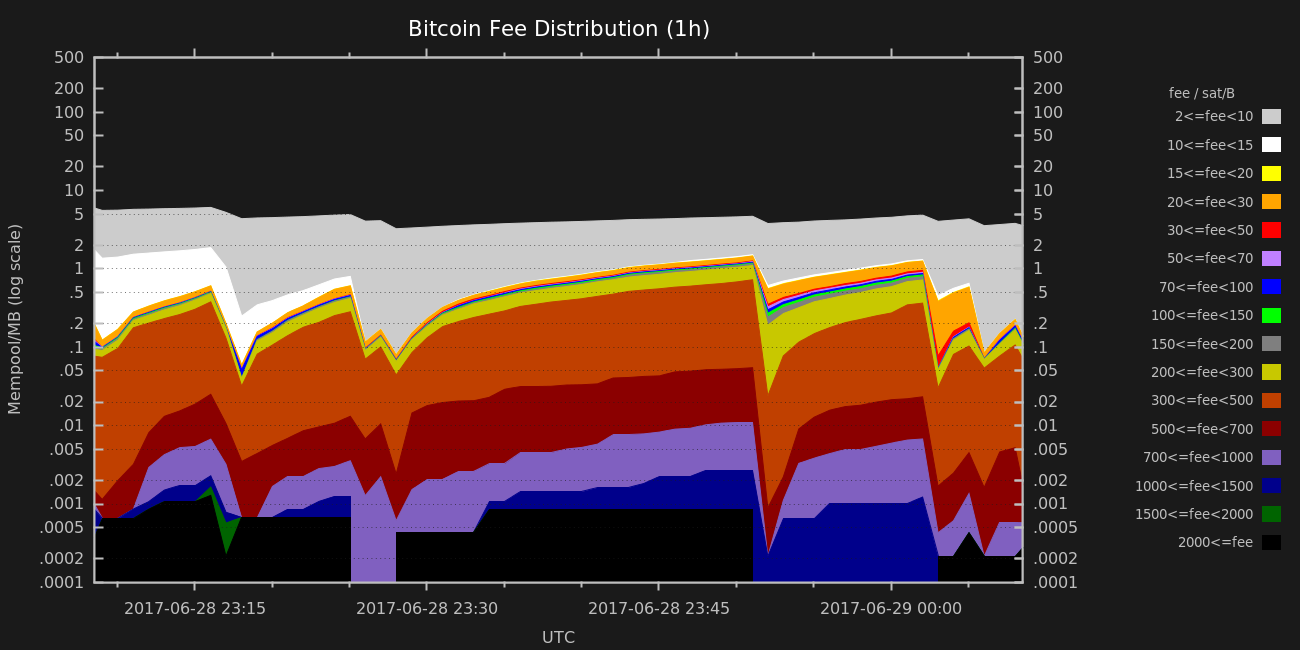 Bitcoin Fee Distribution (1h)
500 500
200 200
100 100
50 50
20 20
10 10
5 5
2 2
1 1
.5 .5
.2 .2
.1 .1
.05 .05
.02 .02
.01 .01
.005 .005
.002 .002
.001 .001
.0005 .0005
.0002 .0002
.0001 .0001
Mempool/MB (log scale)
2017-06-28 23:15 2017-06-28 23:30 2017-06-28 23:45 2017-06-29 00:00
UTC
fee / sat/B
2<=fee<10
10<=fee<15
15<=fee<20
20<=fee<30
30<=fee<50
50<=fee<70
70<=fee<100
100<=fee<150
150<=fee<200
200<=fee<300
300<=fee<500
500<=fee<700
700<=fee<1000
1000<=fee<1500
1500<=fee<2000
2000<=fee